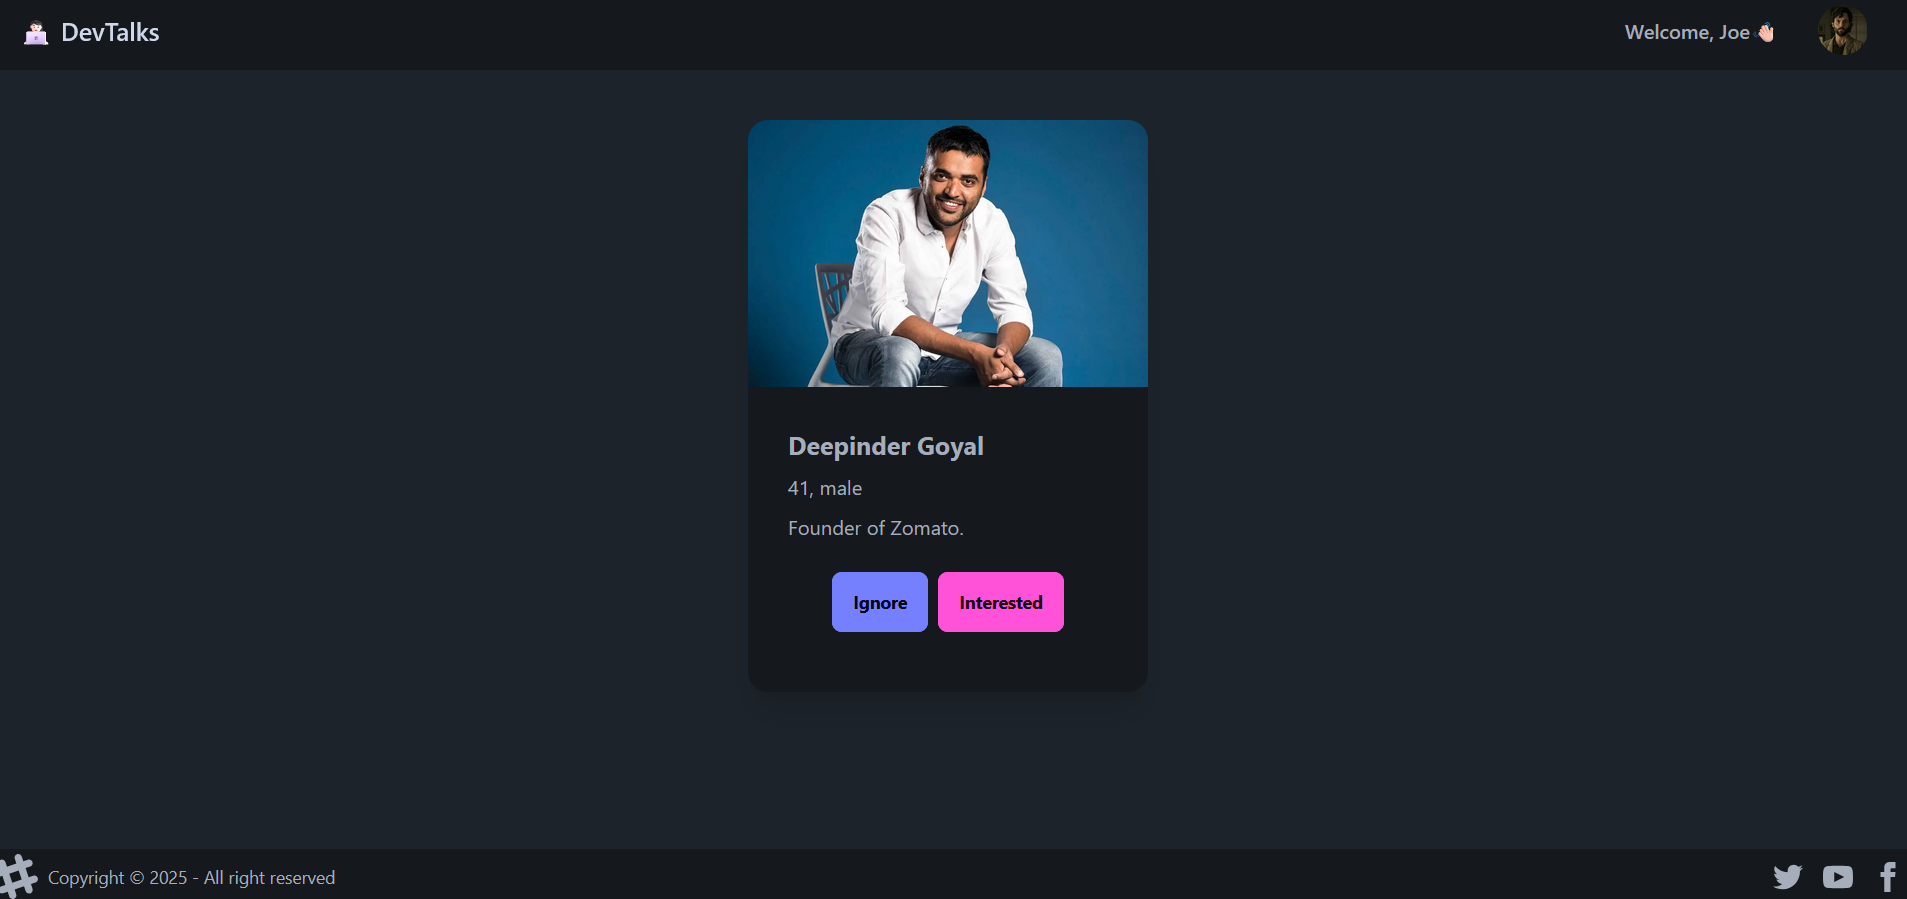 DevTalks
Welcome, Joe👋🏻
Deepinder Goyal
41, male
Founder of Zomato.
Ignore
Interested
Copyright © 2025 - All right reserved